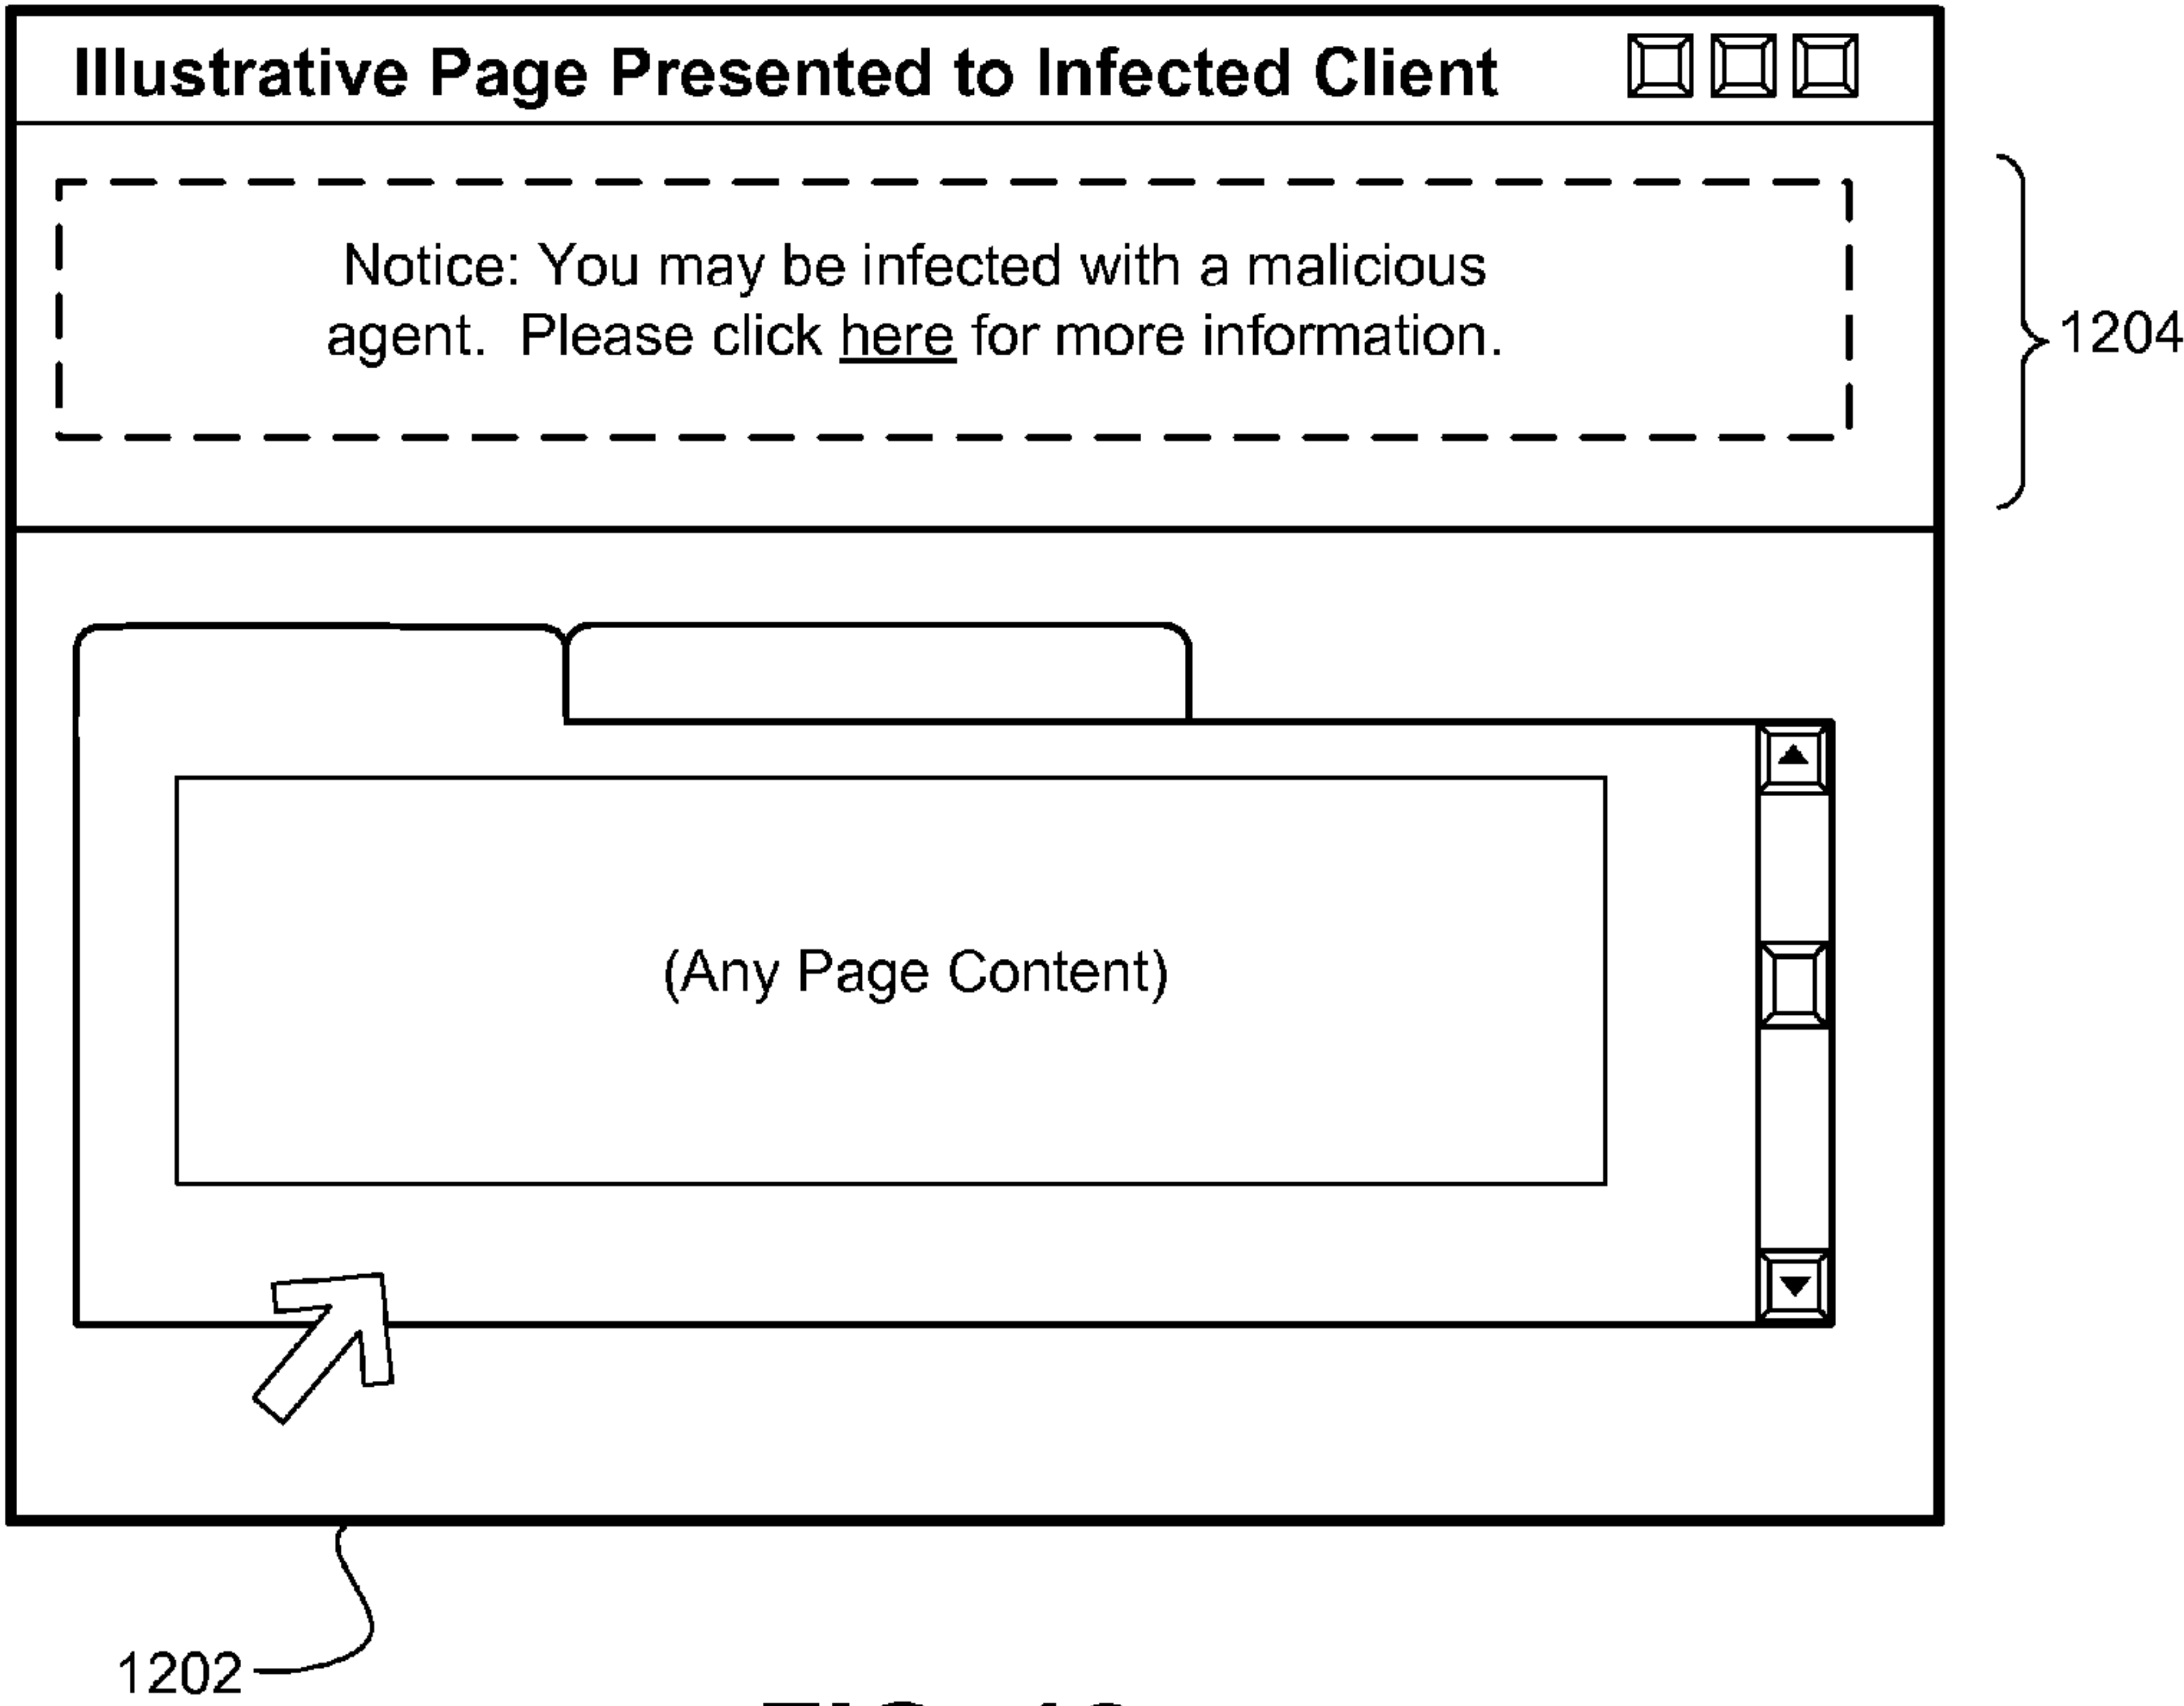 Illustrative Page Presented to Infected Client
Notice: You may be infected with a malicious
agent. Please click here for more information.
1204
(Any Page Content)
1202